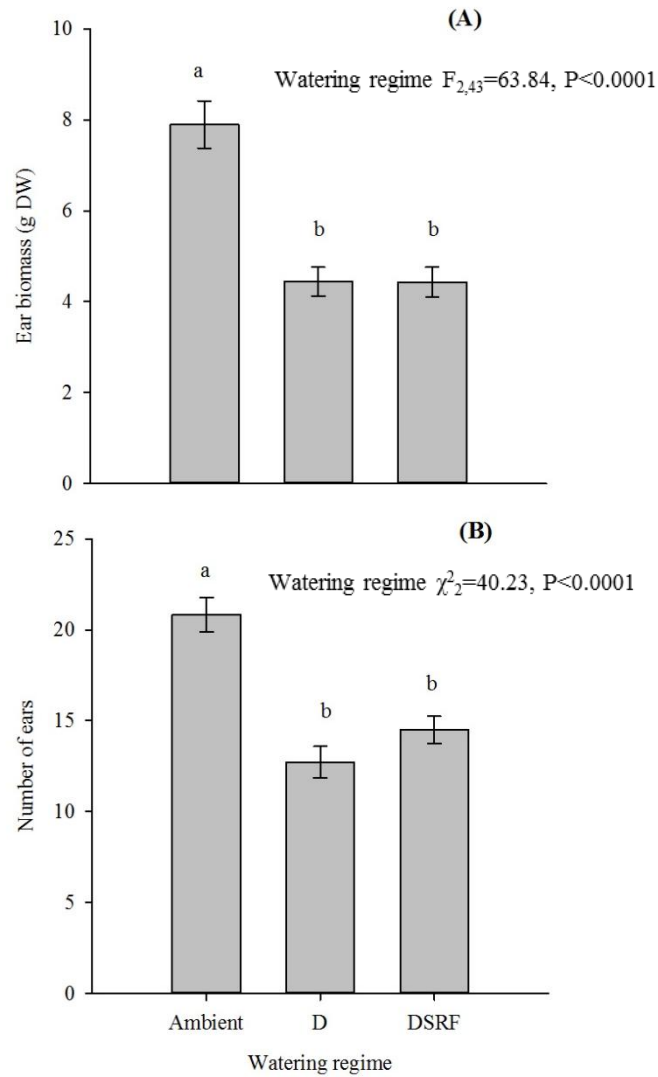 (A)
10
a
Watering regime F2,43=63.84, P<0.0001
8
6
b
b
Ear biomass (g DW)
4
2
0
(B)
25
a
Watering regime χ²2=40.23, P<0.0001
20
b
b
15
Number of ears
10
5
0
Ambient D DSRF
Watering regime